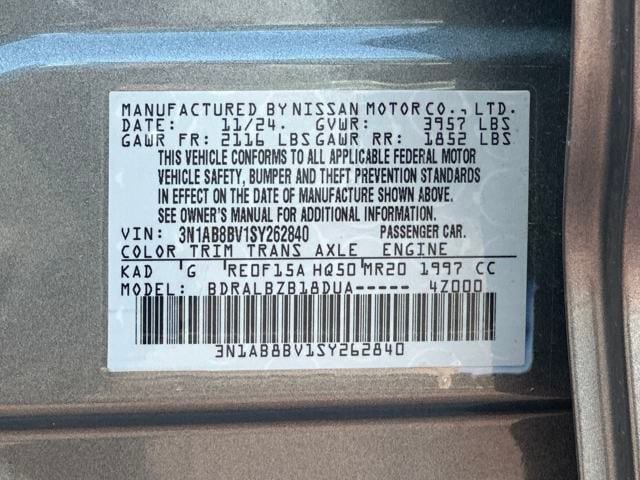 MANUFACTURED BY NISSAN MOTOR CO., LTD.
DATE: 11/24. GVWR: 3957 LBS
GAWR FR: 2116 LBS GAWR RR: 1852 LBS
THIS VEHICLE CONFORMS TO ALL APPLICABLE FEDERAL MOTOR
VEHICLE SAFETY, BUMPER AND THEFT PREVENTION STANDARDS
IN EFFECT ON THE DATE OF MANUFACTURE SHOWN ABOVE.
SEE OWNER'S MANUAL FOR ADDITIONAL INFORMATION.
VIN: 3N1AB8BV1SY262840 PASSENGER CAR.
COLOR TRIM TRANS AXLE ENGINE
KAD G RE0F15A HQ50 MR20 1997 CC
MODEL: BDRALBZB18DUA----- 4Z000
3N1AB8BV1SY262840